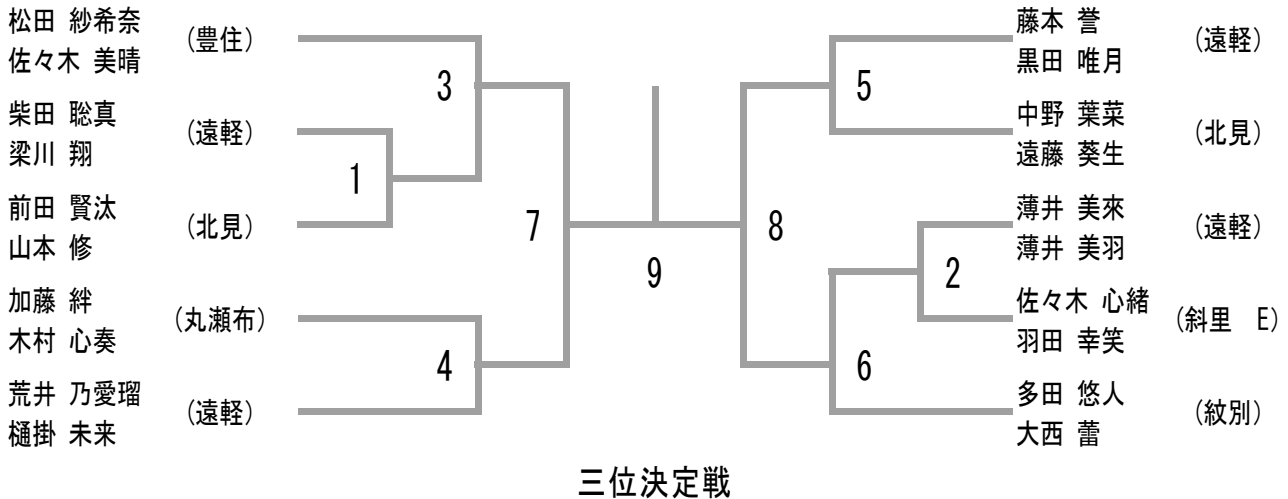 松田 紗希奈
佐々木 美晴
(豊住)
柴田 聡真
梁川 翔
(遠軽)
前田 賢汰
山本 修
(北見)
加藤 絆
木村 心奏
(丸瀬布)
荒井 乃愛瑠
樋掛 未来
(遠軽)
3
1
7
4
9
5
8
2
6
藤本 誉
黒田 唯月
(遠軽)
中野 葉菜
遠藤 葵生
(北見)
薄井 美來
薄井 美羽
(遠軽)
佐々木 心緒
羽田 幸笑
(斜里 E)
多田 悠人
大西 蕾
(紋別)
三位決定戦